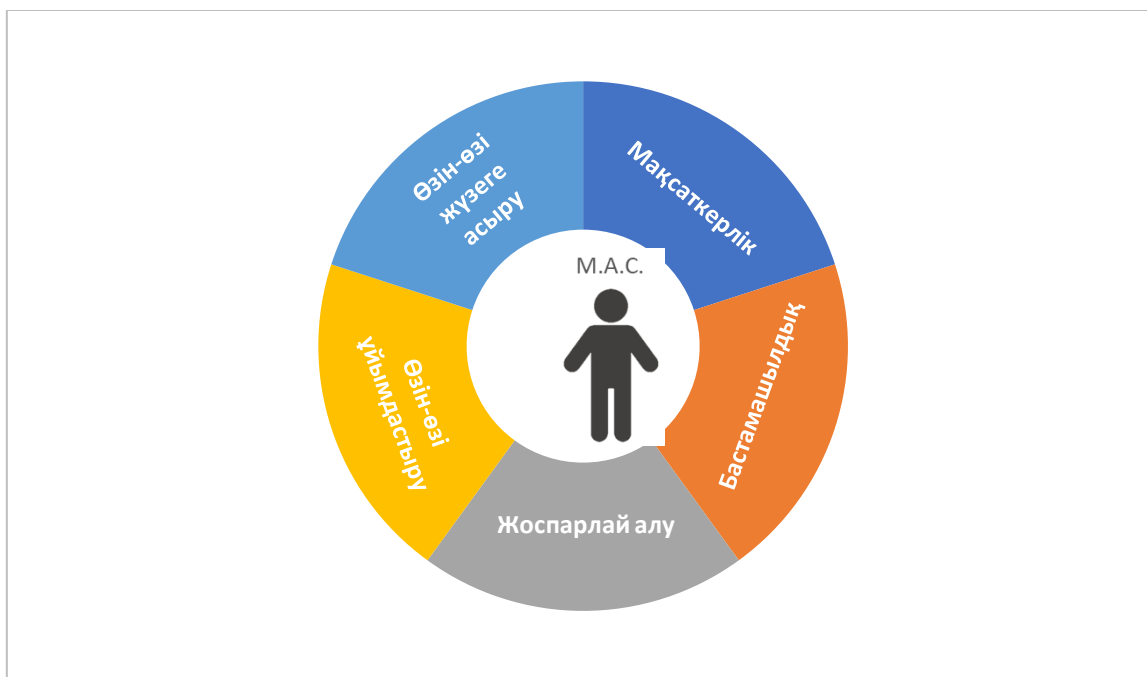 Өзін-өзі
жүзеге
асыру
Мақсаткерлік
М.А.С.
Бастамашылдық
Өзін-өзі
ұйымдастыру
Жоспарлай алу